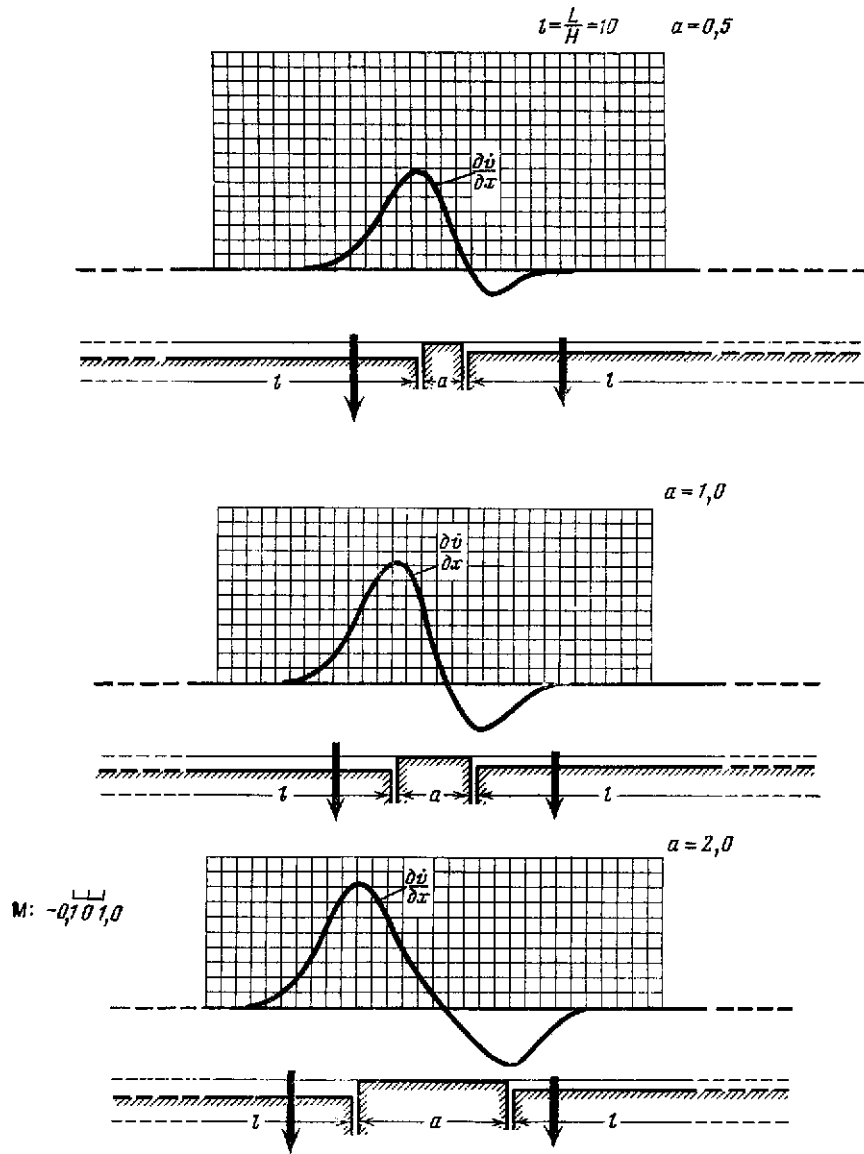 l = L/H = 10 a = 0,5
∂v̇/∂x
l a l
a = 1,0
∂v̇/∂x
l a l
a = 2,0
∂v̇/∂x
М: -0,1 0 1,0
l a l